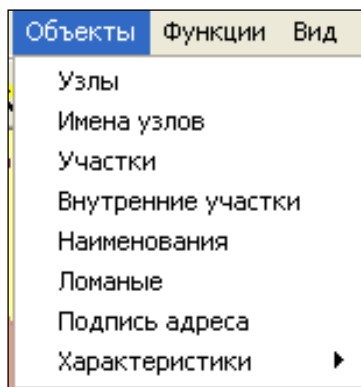 Объекты Функции Вид
Узлы
Имена узлов
Участки
Внутренние участки
Наименования
Ломаные
Подпись адреса
Характеристики